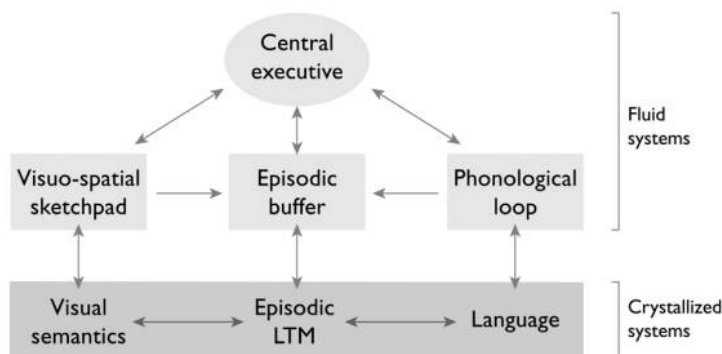 Central
executive
Fluid
systems
Visuo-spatial
sketchpad
Episodic
buffer
Phonological
loop
Visual
semantics
Episodic
LTM
Language
Crystallized
systems